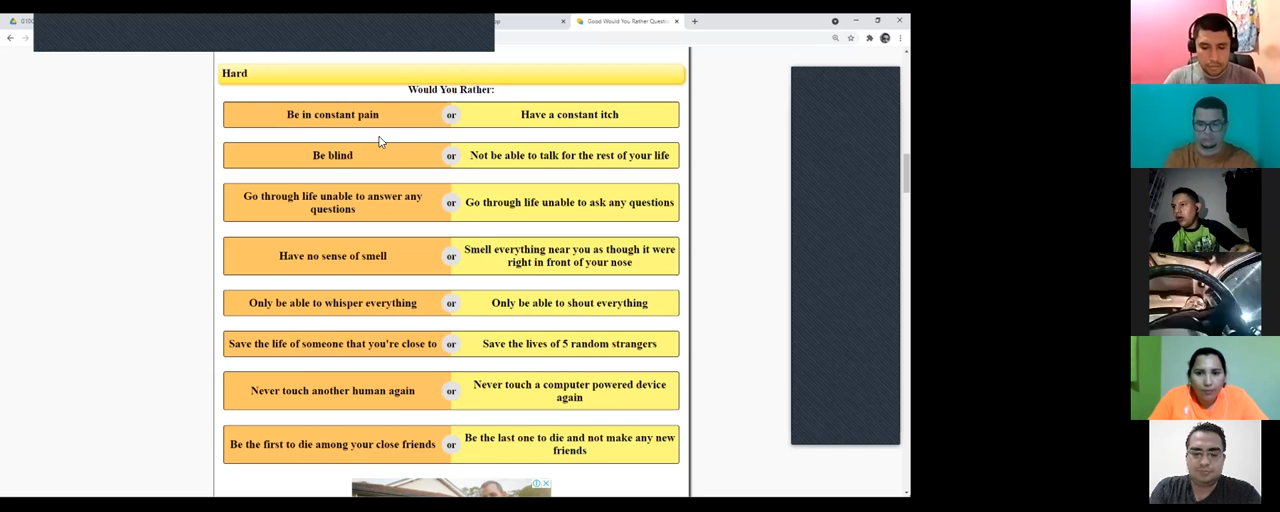 G10C
Good Would You Rather Questio
Hard
Would You Rather:
Be in constant pain or Have a constant itch
Be blind or Not be able to talk for the rest of your life
Go through life unable to answer any
questions or Go through life unable to ask any questions
Have no sense of smell or Smell everything near you as though it were
right in front of your nose
Only be able to whisper everything or Only be able to shout everything
Save the life of someone that you're close to or Save the lives of 5 random strangers
Never touch another human again or Never touch a computer powered device
again
Be the first to die among your close friends or Be the last one to die and not make any new
friends